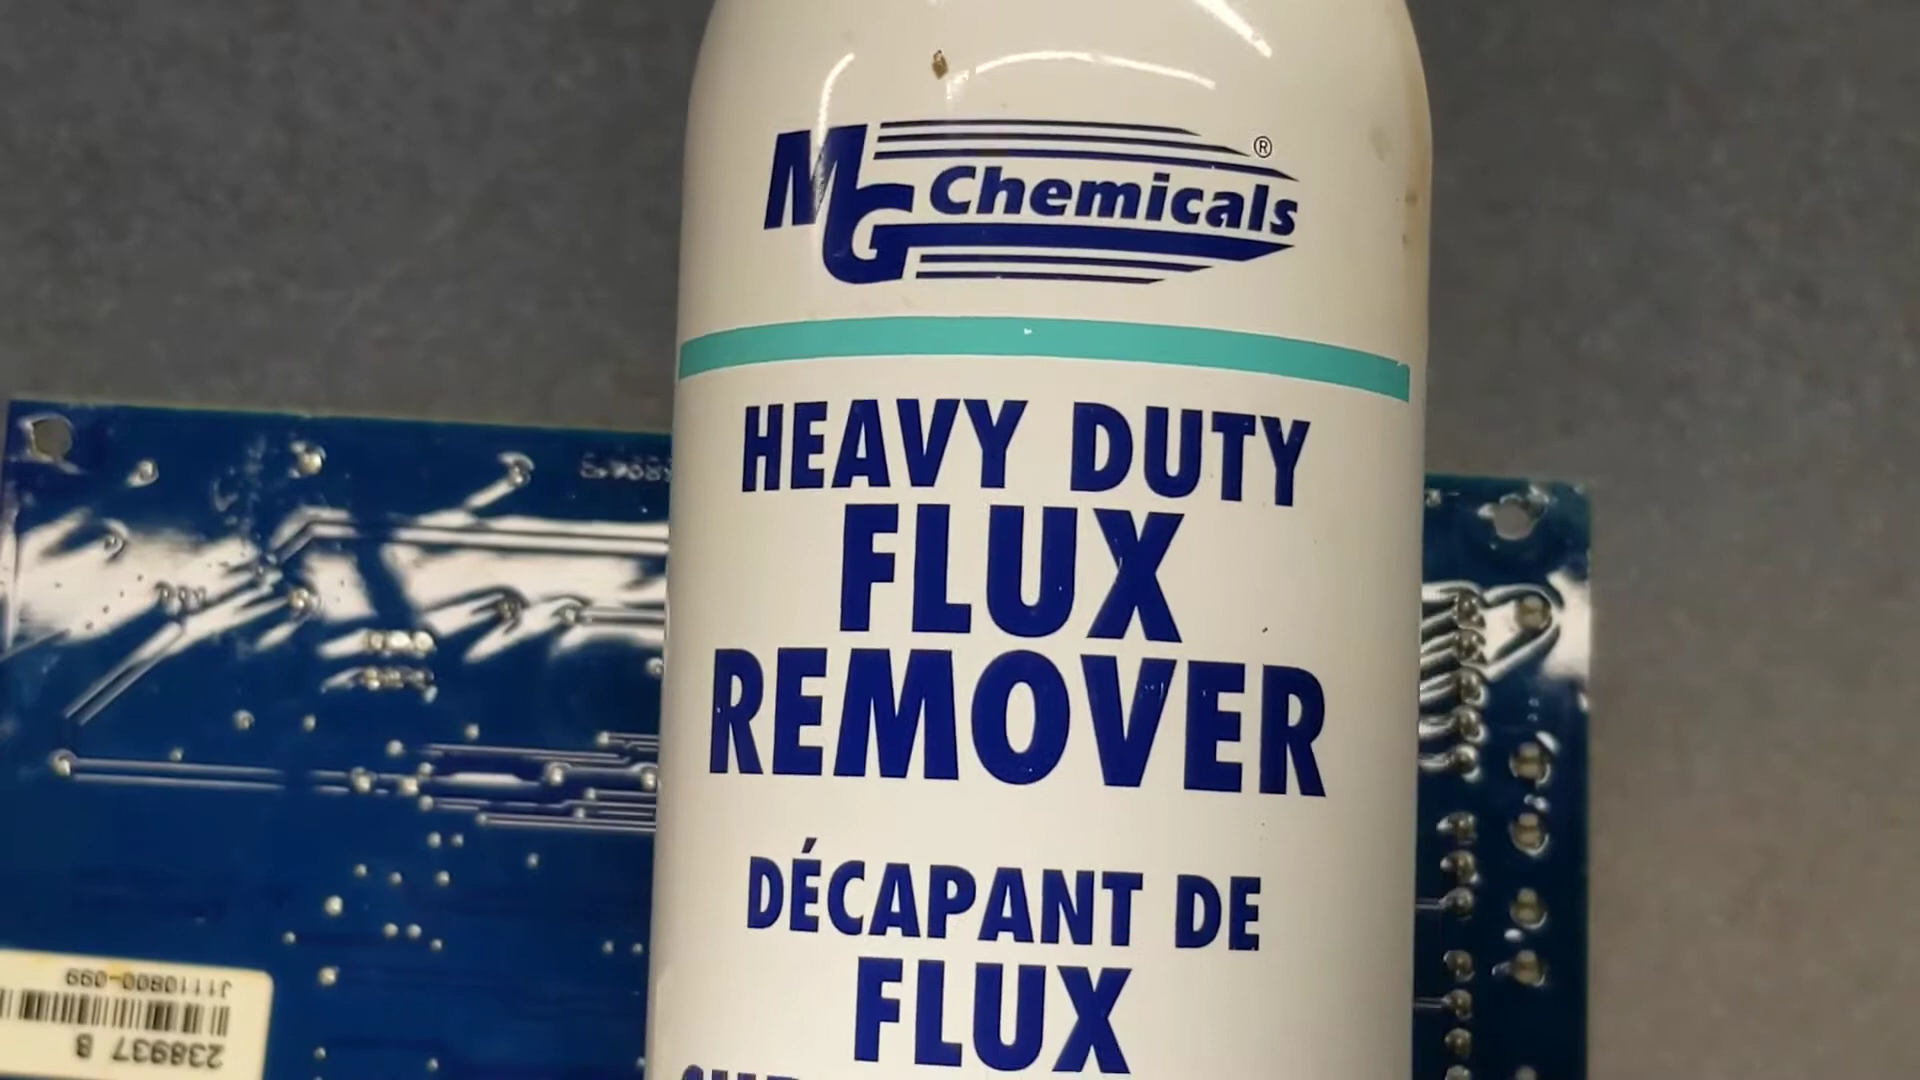 MG Chemicals ®
HEAVY DUTY
FLUX
REMOVER
DÉCAPANT DE
FLUX
J1110800-099
238937 B